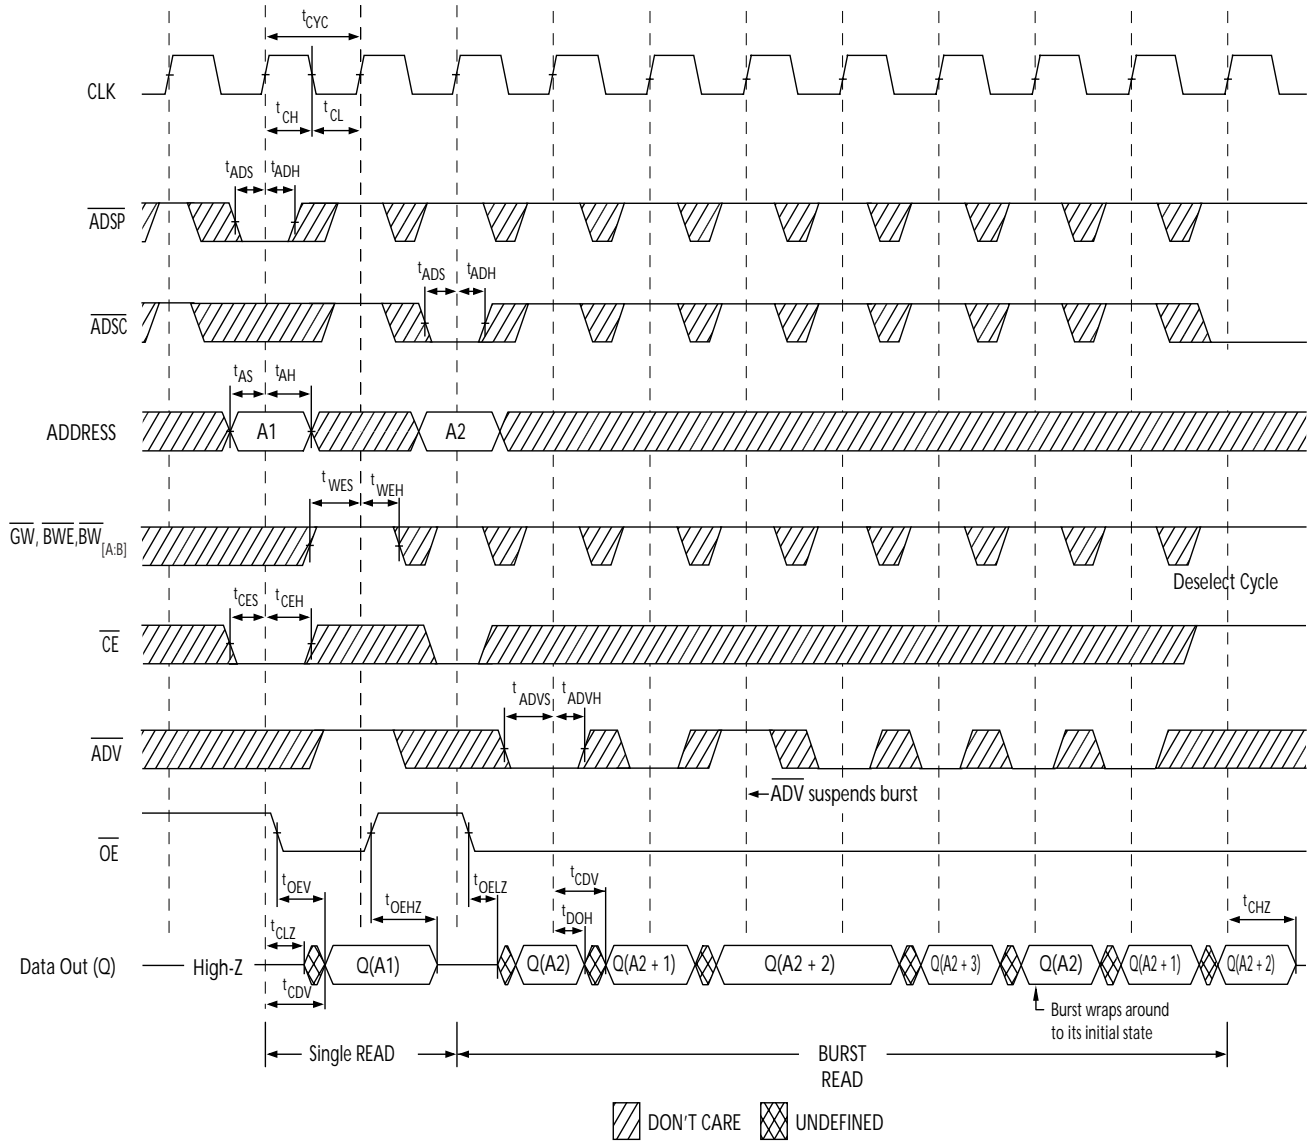 tCYC
CLK
tCH
tCL
tADS
tADH
ADSP
tADS
tADH
ADSC
tAS
tAH
ADDRESS
A1
A2
tWES
tWEH
GW, BWE,BW[A:B]
Deselect Cycle
tCES
tCEH
CE
tADVS
tADVH
ADV
ADV suspends burst
OE
tOEV
tOEHZ
tOELZ
tCDV
tCLZ
tDOH
tCHZ
Data Out (Q)
High-Z
Q(A1)
Q(A2)
Q(A2 + 1)
Q(A2 + 2)
Q(A2 + 3)
Q(A2)
Q(A2 + 1)
Q(A2 + 2)
tCDV
Burst wraps around
to its initial state
Single READ
BURST
READ
DON'T CARE
UNDEFINED